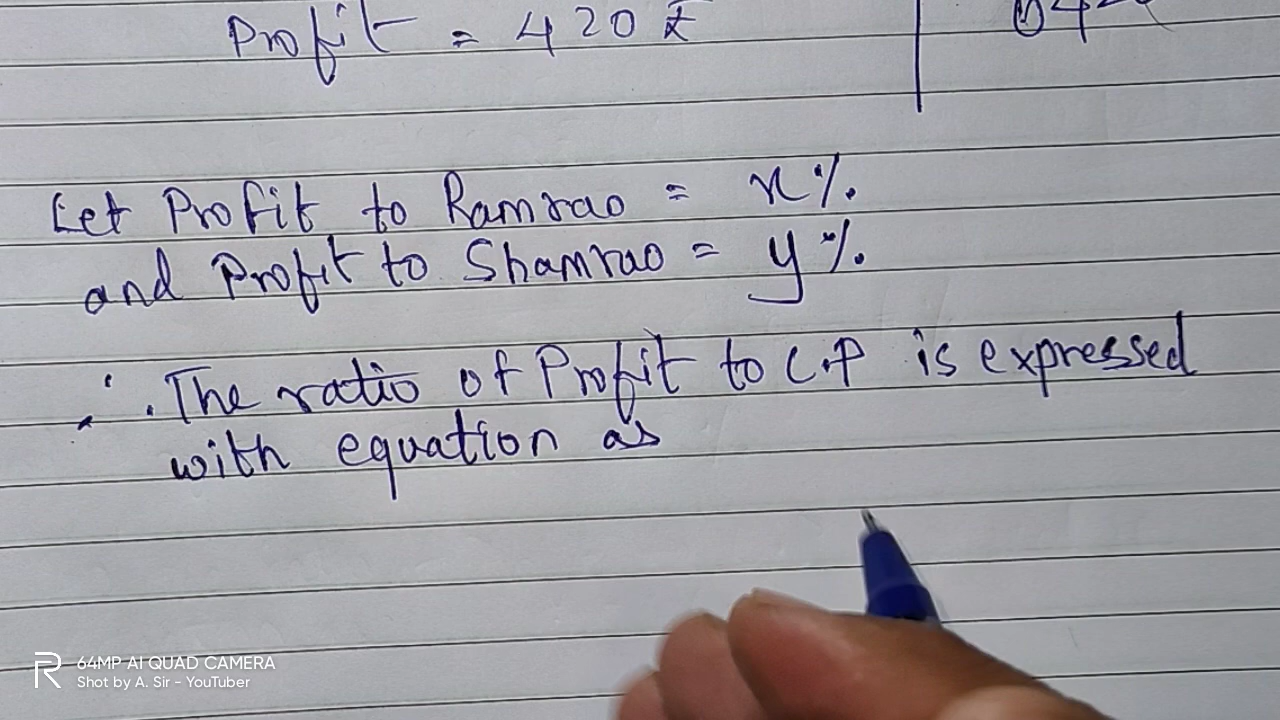 Profit = 420 ₹
Let Profit to Ramrao = x%.
and Profit to Shamrao = y%.
∴ The ratio of Profit to C.P is expressed
with equation as
64MP AI QUAD CAMERA
Shot by A. Sir - YouTuber